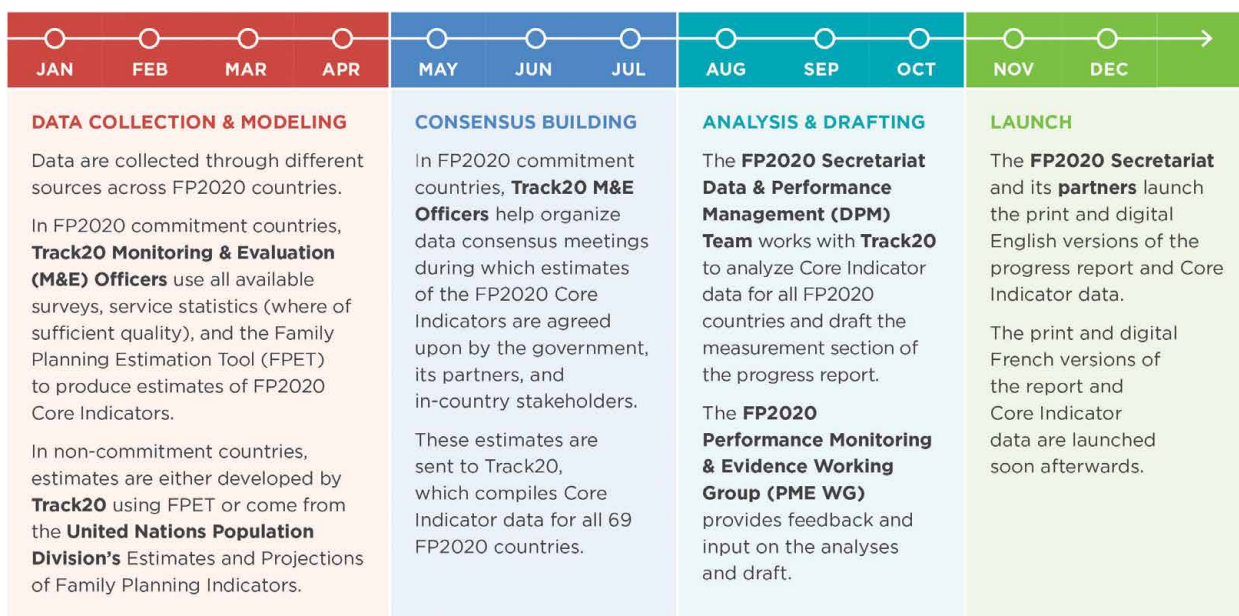 JAN FEB MAR APR MAY JUN JUL AUG SEP OCT NOV DEC
DATA COLLECTION & MODELING
Data are collected through different
sources across FP2020 countries.
In FP2020 commitment countries,
Track20 Monitoring & Evaluation
(M&E) Officers use all available
surveys, service statistics (where of
sufficient quality), and the Family
Planning Estimation Tool (FPET)
to produce estimates of FP2020
Core Indicators.
In non-commitment countries,
estimates are either developed by
Track20 using FPET or come from
the United Nations Population
Division’s Estimates and Projections
of Family Planning Indicators.
CONSENSUS BUILDING
In FP2020 commitment
countries, Track20 M&E
Officers help organize
data consensus meetings
during which estimates
of the FP2020 Core
Indicators are agreed
upon by the government,
its partners, and
in-country stakeholders.
These estimates are
sent to Track20,
which compiles Core
Indicator data for all 69
FP2020 countries.
ANALYSIS & DRAFTING
The FP2020 Secretariat
Data & Performance
Management (DPM)
Team works with Track20
to analyze Core Indicator
data for all FP2020
countries and draft the
measurement section of
the progress report.
The FP2020
Performance Monitoring
& Evidence Working
Group (PME WG)
provides feedback and
input on the analyses
and draft.
LAUNCH
The FP2020 Secretariat
and its partners launch
the print and digital
English versions of the
progress report and Core
Indicator data.
The print and digital
French versions of
the report and
Core Indicator
data are launched
soon afterwards.